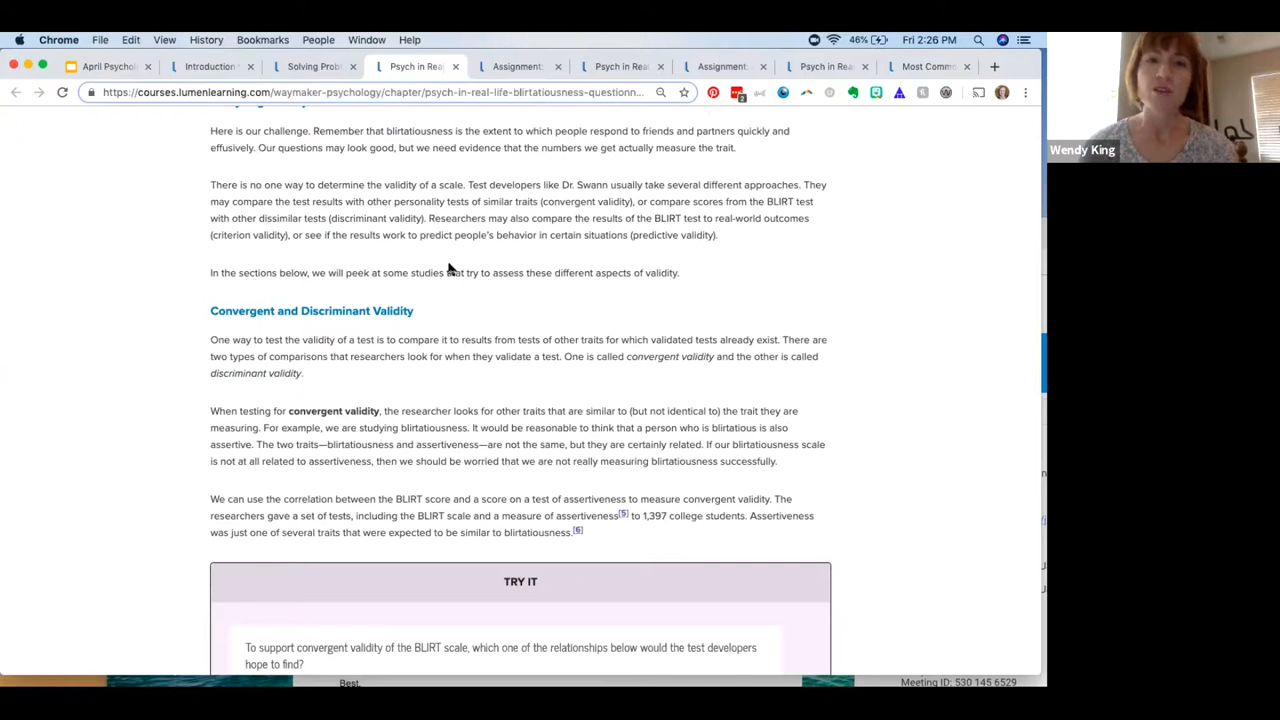 Chrome File Edit View History Bookmarks People Window Help 46% Fri 2:26 PM
April Psychol Introduction Solving Prob Psych in Rea Assignment: Psych in Rea Assignment: Psych in Rea Most Commo
https://courses.lumenlearning.com/waymaker-psychology/chapter/psych-in-real-life-blirtatiousness-questionn...
Wendy King
Here is our challenge. Remember that blirtatiousness is the extent to which people respond to friends and partners quickly and
effusively. Our questions may look good, but we need evidence that the numbers we get actually measure the trait.
There is no one way to determine the validity of a scale. Test developers like Dr. Swann usually take several different approaches. They
may compare the test results with other personality tests of similar traits (convergent validity), or compare scores from the BLIRT test
with other dissimilar tests (discriminant validity). Researchers may also compare the results of the BLIRT test to real-world outcomes
(criterion validity), or see if the results work to predict people's behavior in certain situations (predictive validity).
In the sections below, we will peek at some studies that try to assess these different aspects of validity.
Convergent and Discriminant Validity
One way to test the validity of a test is to compare it to results from tests of other traits for which validated tests already exist. There are
two types of comparisons that researchers look for when they validate a test. One is called convergent validity and the other is called
discriminant validity.
When testing for convergent validity, the researcher looks for other traits that are similar to (but not identical to) the trait they are
measuring. For example, we are studying blirtatiousness. It would be reasonable to think that a person who is blirtatious is also
assertive. The two traits—blirtatiousness and assertiveness—are not the same, but they are certainly related. If our blirtatiousness scale
is not at all related to assertiveness, then we should be worried that we are not really measuring blirtatiousness successfully.
We can use the correlation between the BLIRT score and a score on a test of assertiveness to measure convergent validity. The
researchers gave a set of tests, including the BLIRT scale and a measure of assertiveness[5] to 1,397 college students. Assertiveness
was just one of several traits that were expected to be similar to blirtatiousness.[6]
TRY IT
To support convergent validity of the BLIRT scale, which one of the relationships below would the test developers
hope to find?
Best,
Meeting ID: 530 145 6529